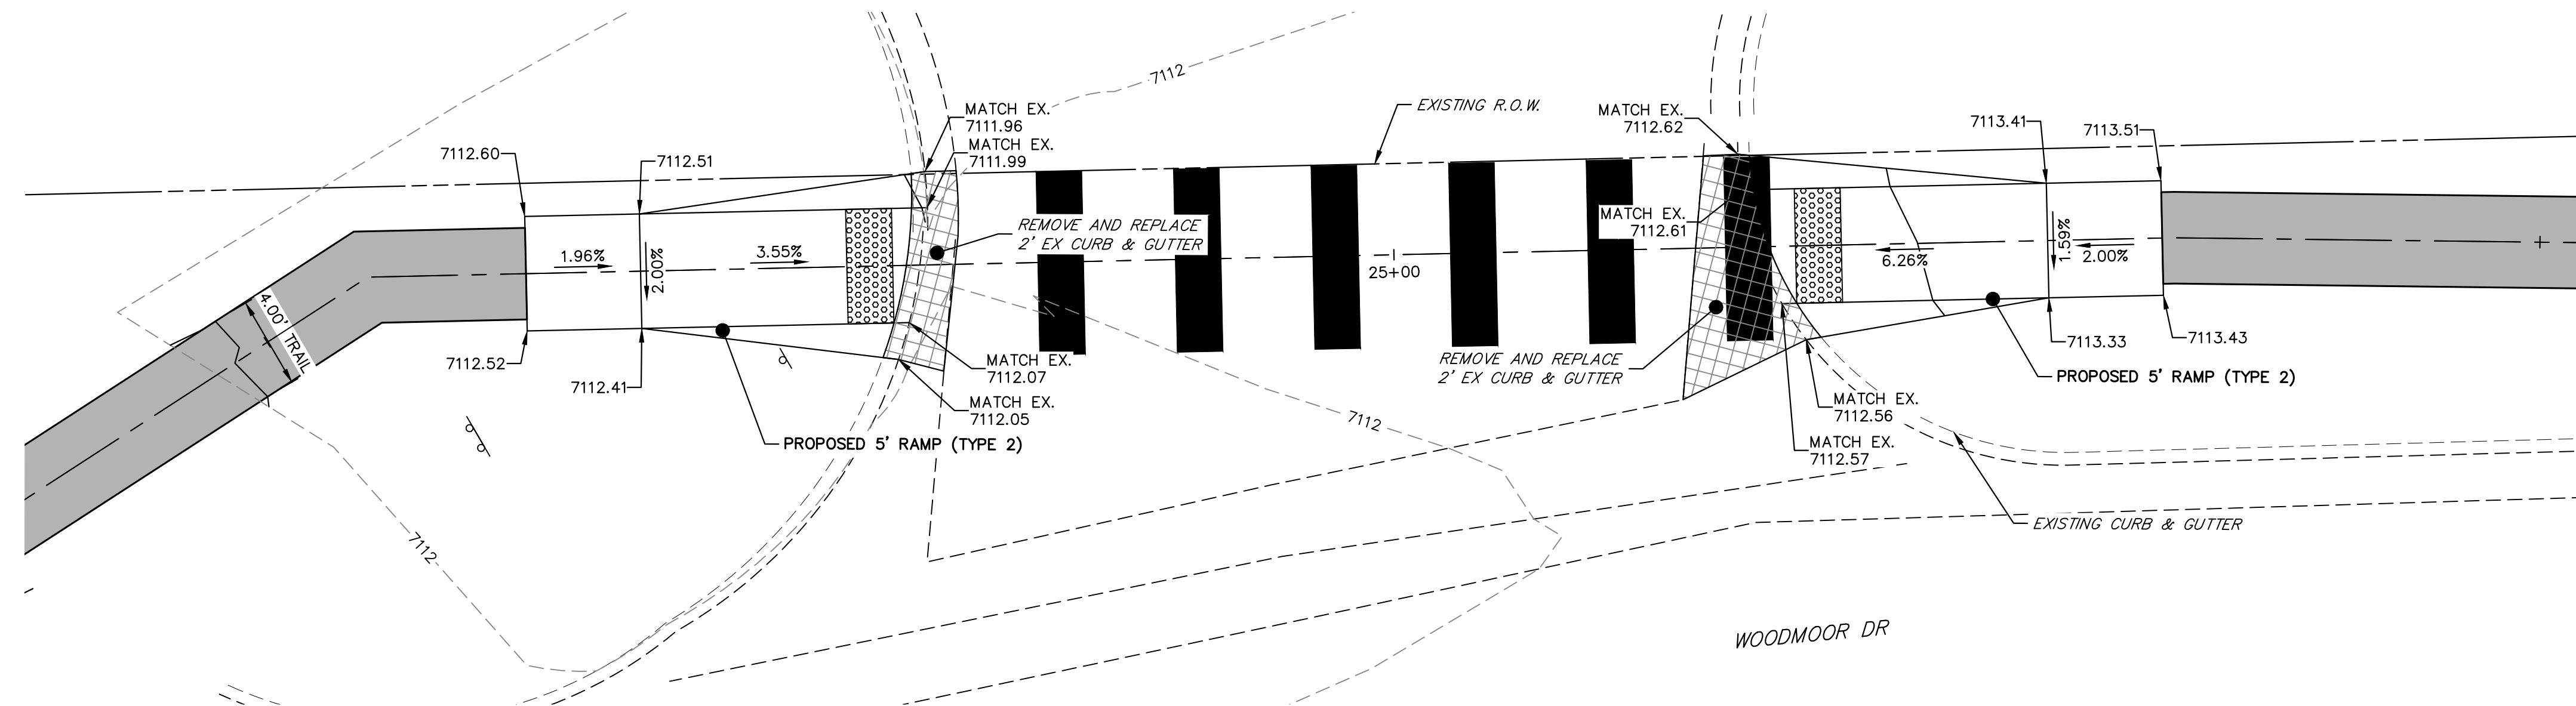 7112
EXISTING R.O.W.
MATCH EX.
7111.96
MATCH EX.
7111.99
MATCH EX.
7112.62
7113.41
7113.51
7112.60
7112.51
REMOVE AND REPLACE
2' EX CURB & GUTTER
MATCH EX.
7112.61
1.96%
2.00%
3.55%
25+00
6.26%
1.59%
2.00%
4.00' TRAIL
7112.52
7112.41
MATCH EX.
7112.07
MATCH EX.
7112.05
PROPOSED 5' RAMP (TYPE 2)
REMOVE AND REPLACE
2' EX CURB & GUTTER
7113.33
7113.43
PROPOSED 5' RAMP (TYPE 2)
MATCH EX.
7112.56
MATCH EX.
7112.57
7112
7112
EXISTING CURB & GUTTER
WOODMOOR DR